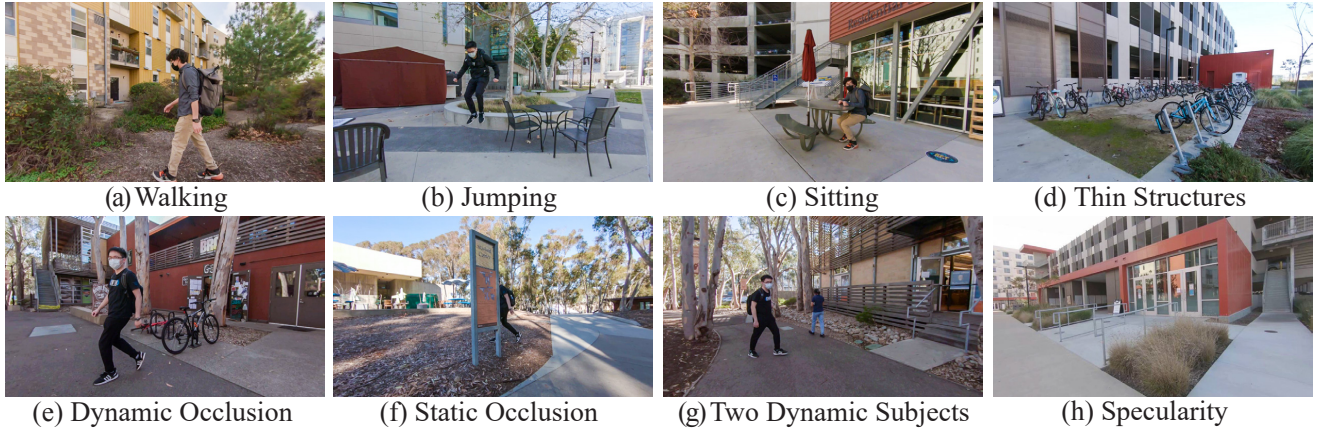 (a) Walking
(b) Jumping
(c) Sitting
(d) Thin Structures
(e) Dynamic Occlusion
(f) Static Occlusion
(g) Two Dynamic Subjects
(h) Specularity